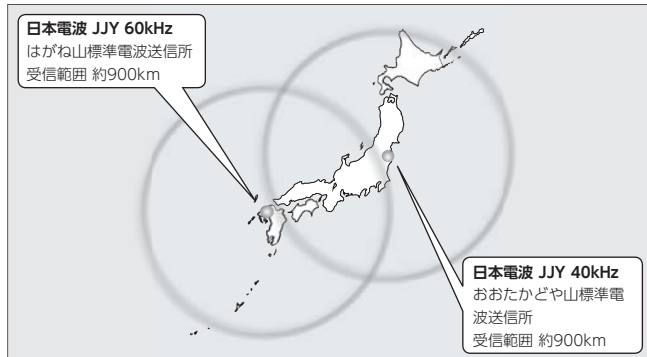 日本電波 JJY 60kHz
はがね山標準電波送信所
受信範囲 約900km
日本電波 JJY 40kHz
おおたかどや山標準電
波送信所
受信範囲 約900km